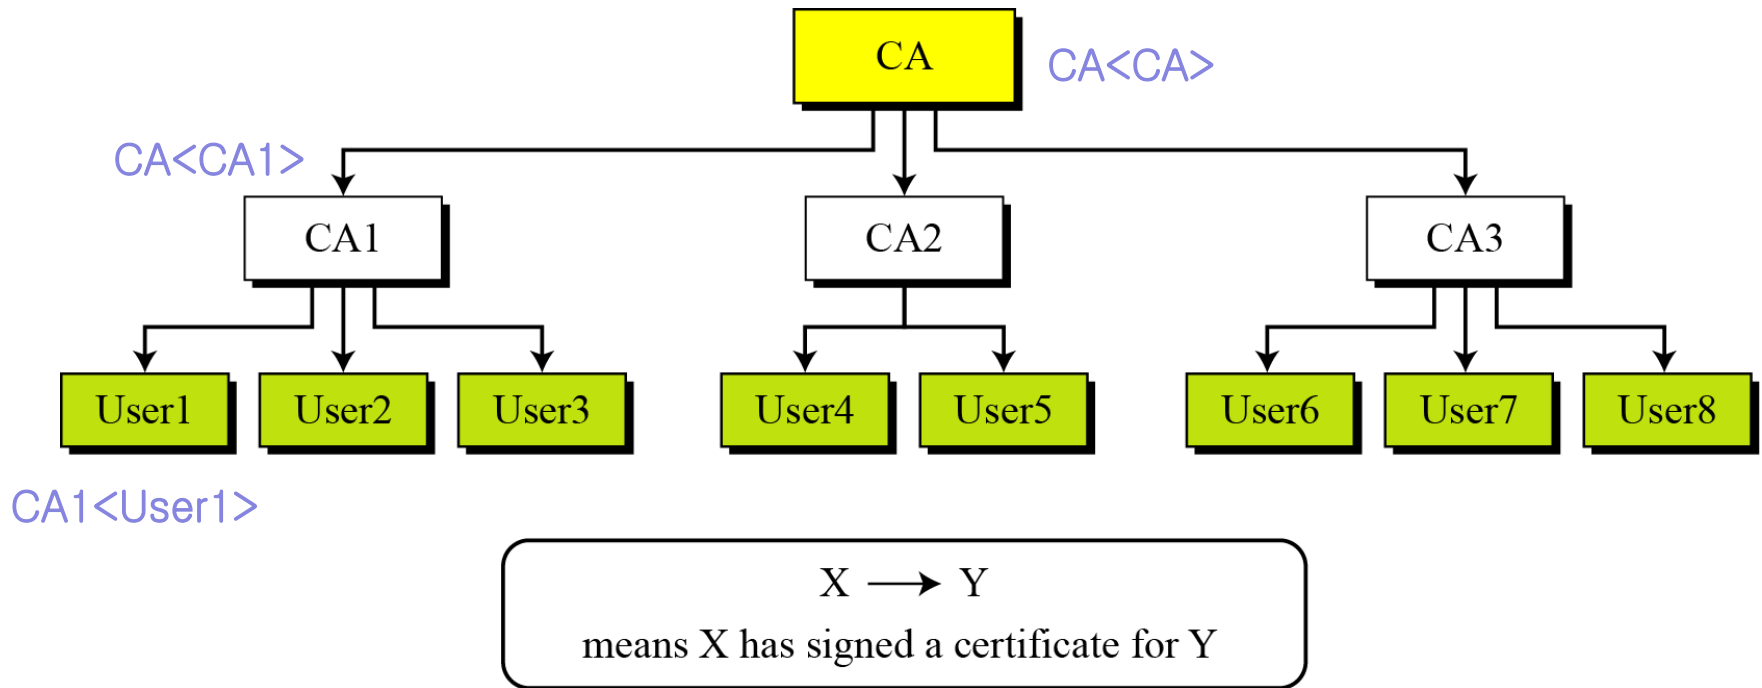 CA
CA<CA>
CA<CA1>
CA1
CA2
CA3
User1
User2
User3
User4
User5
User6
User7
User8
CA1<User1>
X → Y
means X has signed a certificate for Y